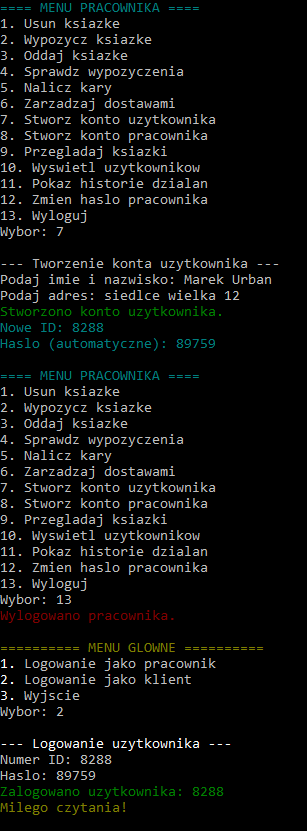 ==== MENU PRACOWNIKA ====
1. Usun ksiazke
2. Wypozycz ksiazke
3. Oddaj ksiazke
4. Sprawdz wypozyczenia
5. Nalicz kary
6. Zarzadzaj dostawami
7. Stworz konto uzytkownika
8. Stworz konto pracownika
9. Przegladaj ksiazki
10. Wyswietl uzytkownikow
11. Pokaz historie dzialan
12. Zmien haslo pracownika
13. Wyloguj
Wybor: 7
--- Tworzenie konta uzytkownika ---
Podaj imie i nazwisko: Marek Urban
Podaj adres: siedlce wielka 12
Stworzono konto uzytkownika.
Nowe ID: 8288
Haslo (automatyczne): 89759
==== MENU PRACOWNIKA ====
1. Usun ksiazke
2. Wypozycz ksiazke
3. Oddaj ksiazke
4. Sprawdz wypozyczenia
5. Nalicz kary
6. Zarzadzaj dostawami
7. Stworz konto uzytkownika
8. Stworz konto pracownika
9. Przegladaj ksiazki
10. Wyswietl uzytkownikow
11. Pokaz historie dzialan
12. Zmien haslo pracownika
13. Wyloguj
Wybor: 13
Wylogowano pracownika.
========== MENU GLOWNE ==========
1. Logowanie jako pracownik
2. Logowanie jako klient
3. Wyjscie
Wybor: 2
--- Logowanie uzytkownika ---
Numer ID: 8288
Haslo: 89759
Zalogowano uzytkownika: 8288
Milego czytania!